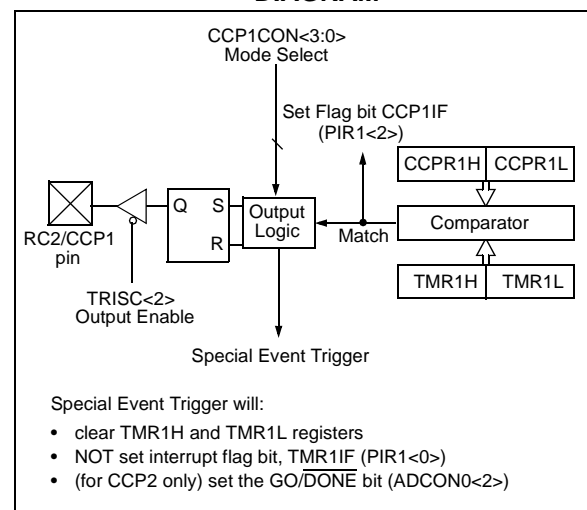 CCP1CON<3:0>
Mode Select
Set Flag bit CCP1IF
(PIR1<2>)
CCPR1H CCPR1L
Q S Output
Logic
R
Match
Comparator
RC2/CCP1
pin
TRISC<2>
Output Enable
TMR1H TMR1L
Special Event Trigger
Special Event Trigger will:
• clear TMR1H and TMR1L registers
• NOT set interrupt flag bit, TMR1IF (PIR1<0>)
• (for CCP2 only) set the GO/DONE bit (ADCON0<2>)